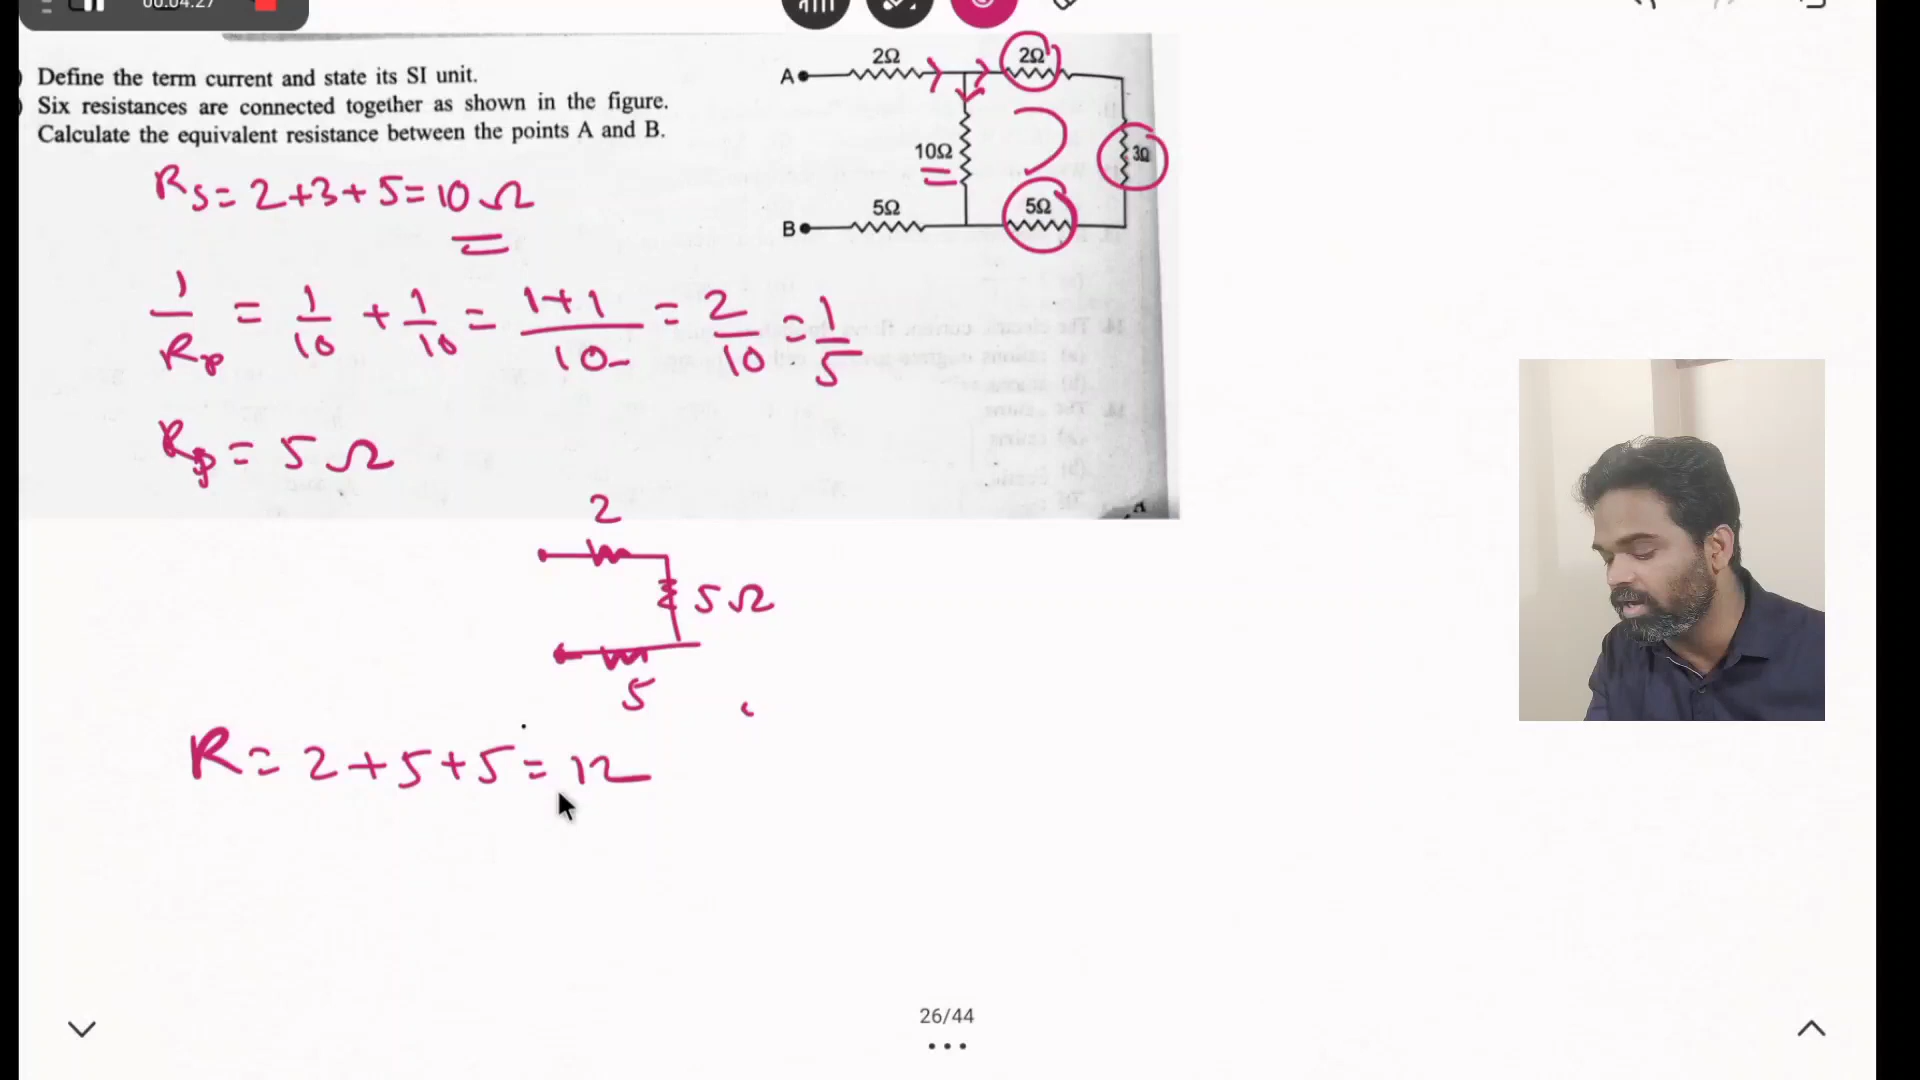 00:04:27
Define the term current and state its SI unit.
Six resistances are connected together as shown in the figure.
Calculate the equivalent resistance between the points A and B.
A 2Ω 2Ω
10Ω 3Ω
B 5Ω 5Ω
Rs = 2+3+5 = 10 Ω
1/Rp = 1/10 + 1/10 = 1+1/10 = 2/10 = 1/5
Rp = 5 Ω
2
5 Ω
5
R = 2+5+5 = 12
26/44